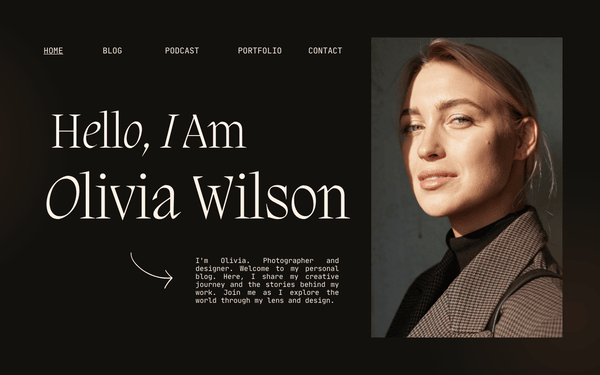 HOME BLOG PODCAST PORTFOLIO CONTACT
Hello, I Am
Olivia Wilson
I'm Olivia. Photographer and
designer. Welcome to my personal
blog. Here, I share my creative
journey and the stories behind my
work. Join me as I explore the
world through my lens and design.